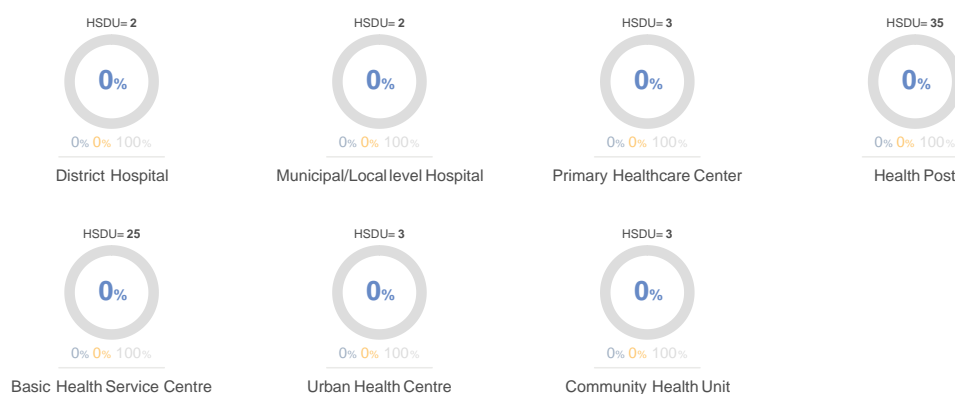 HSDU= 2
0%
0% 0% 100%
District Hospital
HSDU= 2
0%
0% 0% 100%
Municipal/Local level Hospital
HSDU= 3
0%
0% 0% 100%
Primary Healthcare Center
HSDU= 35
0%
0% 0% 100%
Health Post
HSDU= 25
0%
0% 0% 100%
Basic Health Service Centre
HSDU= 3
0%
0% 0% 100%
Urban Health Centre
HSDU= 3
0%
0% 0% 100%
Community Health Unit